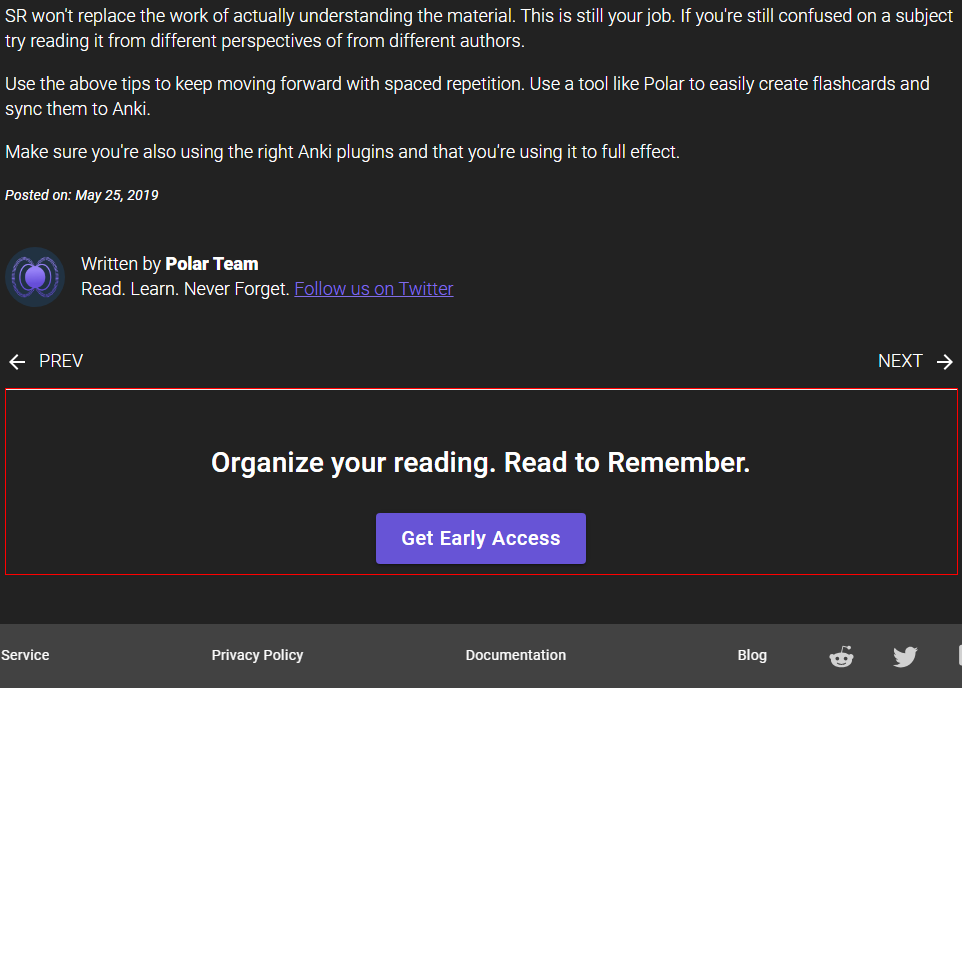 SR won't replace the work of actually understanding the material. This is still your job. If you're still confused on a subject
try reading it from different perspectives of from different authors.
Use the above tips to keep moving forward with spaced repetition. Use a tool like Polar to easily create flashcards and
sync them to Anki.
Make sure you're also using the right Anki plugins and that you're using it to full effect.
Posted on: May 25, 2019
Written by Polar Team
Read. Learn. Never Forget. Follow us on Twitter
PREV
NEXT
Organize your reading. Read to Remember.
Get Early Access
Service Privacy Policy Documentation Blog